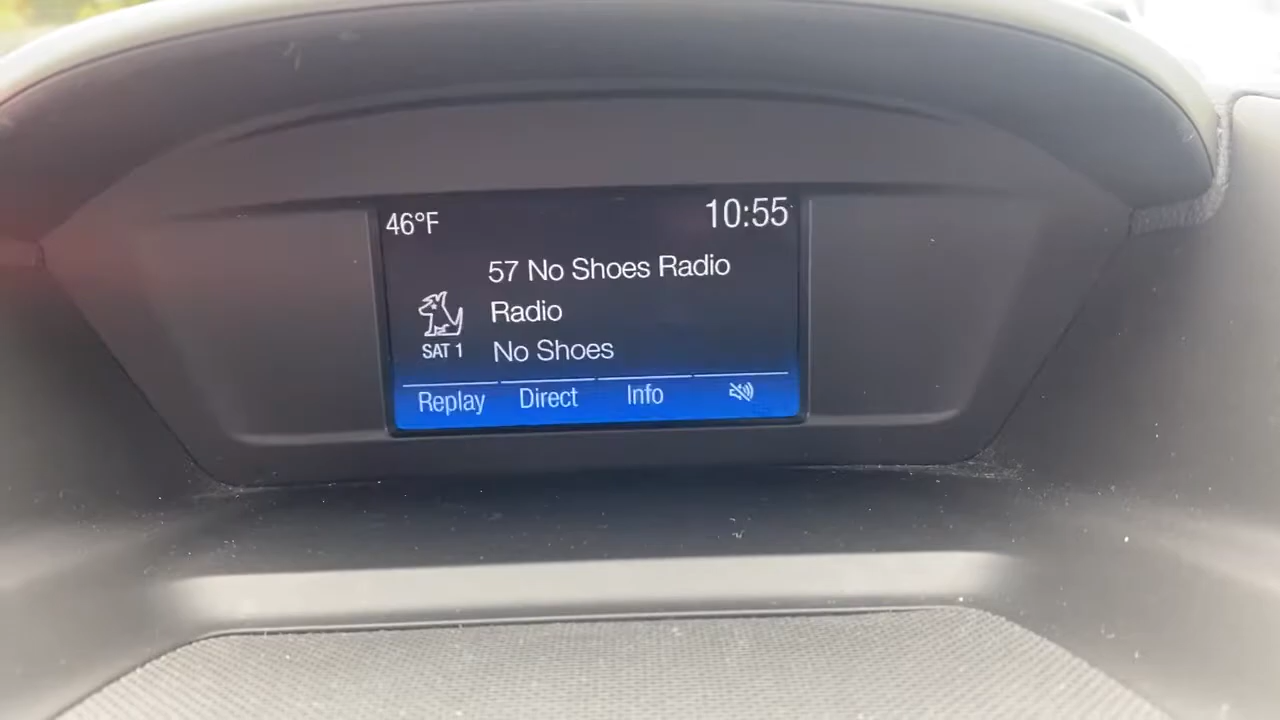 46°F 10:55
57 No Shoes Radio
Radio
SAT 1 No Shoes
Replay Direct Info